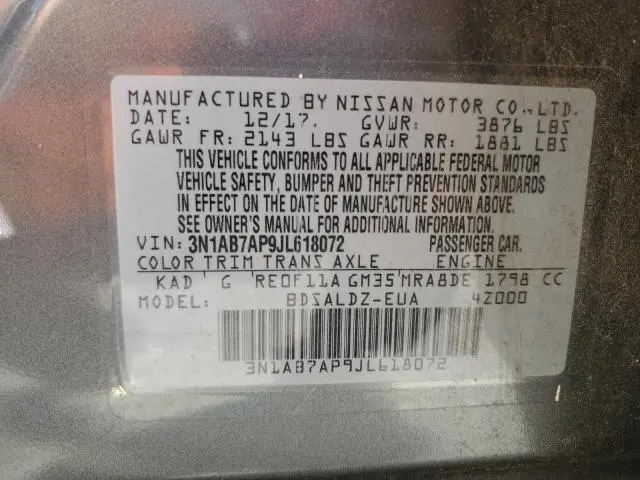 MANUFACTURED BY NISSAN MOTOR CO.,LTD.
DATE: 12/17. GVWR: 3876 LBS
GAWR FR: 2143 LBS GAWR RR: 1881 LBS
THIS VEHICLE CONFORMS TO ALL APPLICABLE FEDERAL MOTOR
VEHICLE SAFETY, BUMPER AND THEFT PREVENTION STANDARDS
IN EFFECT ON THE DATE OF MANUFACTURE SHOWN ABOVE.
SEE OWNER'S MANUAL FOR ADDITIONAL INFORMATION.
VIN: 3N1AB7AP9JL618072 PASSENGER CAR.
COLOR TRIM TRANS AXLE ENGINE
KAD G RE0F11A GM35 MRA8DE 1798 CC
MODEL: BDSALDZ-EUA 42000
3N1AB7AP9JL618072